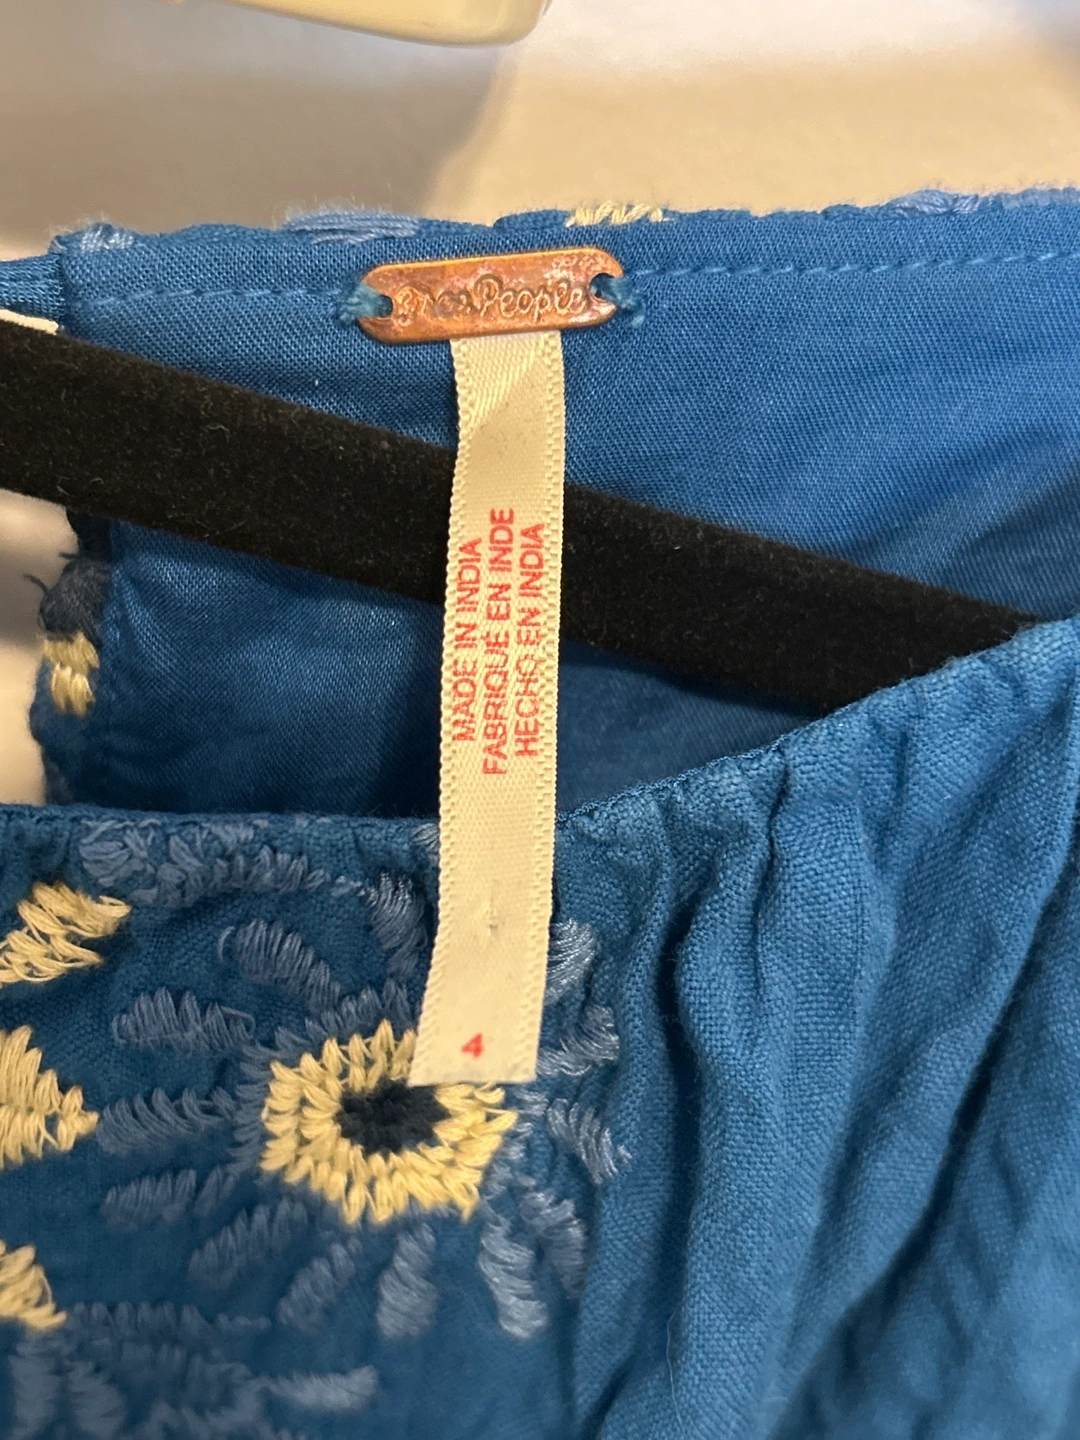 Free People
MADE IN INDIA
FABRIQUÉ EN INDE
HECHO EN INDIA
4